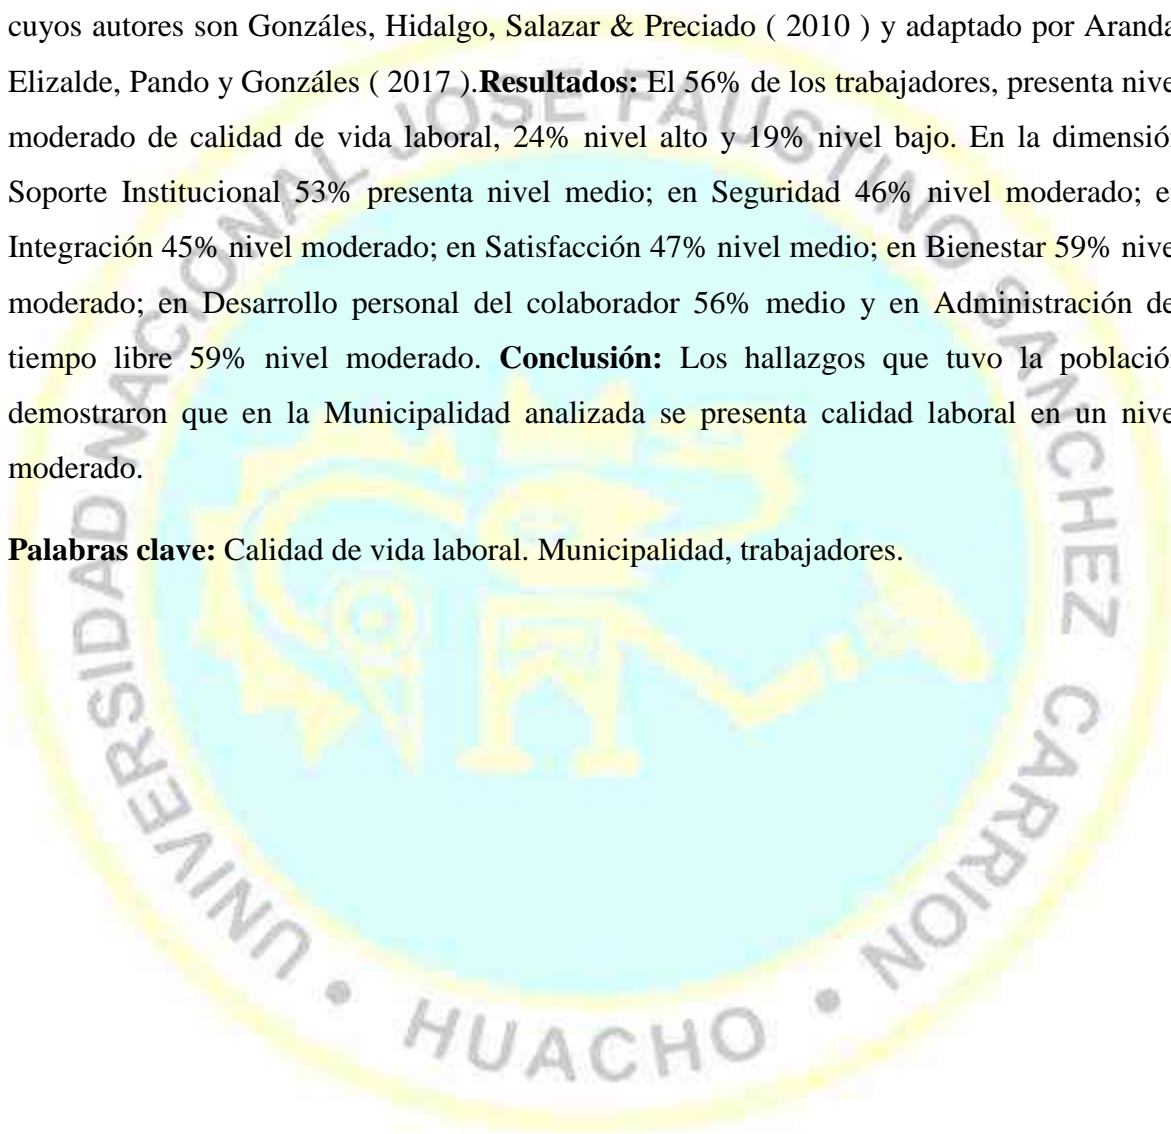 cuyos autores son Gonzáles, Hidalgo, Salazar & Preciado ( 2010 ) y adaptado por Aranda
Elizalde, Pando y Gonzáles ( 2017 ).Resultados: El 56% de los trabajadores, presenta nive
moderado de calidad de vida laboral, 24% nivel alto y 19% nivel bajo. En la dimensión
Soporte Institucional 53% presenta nivel medio; en Seguridad 46% nivel moderado; e
Integración 45% nivel moderado; en Satisfacción 47% nivel medio; en Bienestar 59% nive
moderado; en Desarrollo personal del colaborador 56% medio y en Administración de
tiempo libre 59% nivel moderado. Conclusión: Los hallazgos que tuvo la población
demostraron que en la Municipalidad analizada se presenta calidad laboral en un nive
moderado.
Palabras clave: Calidad de vida laboral. Municipalidad, trabajadores.
UNIVERSIDAD NACIONAL JOSE FAUSTINO SANCHEZ CARRION • HUACHO •